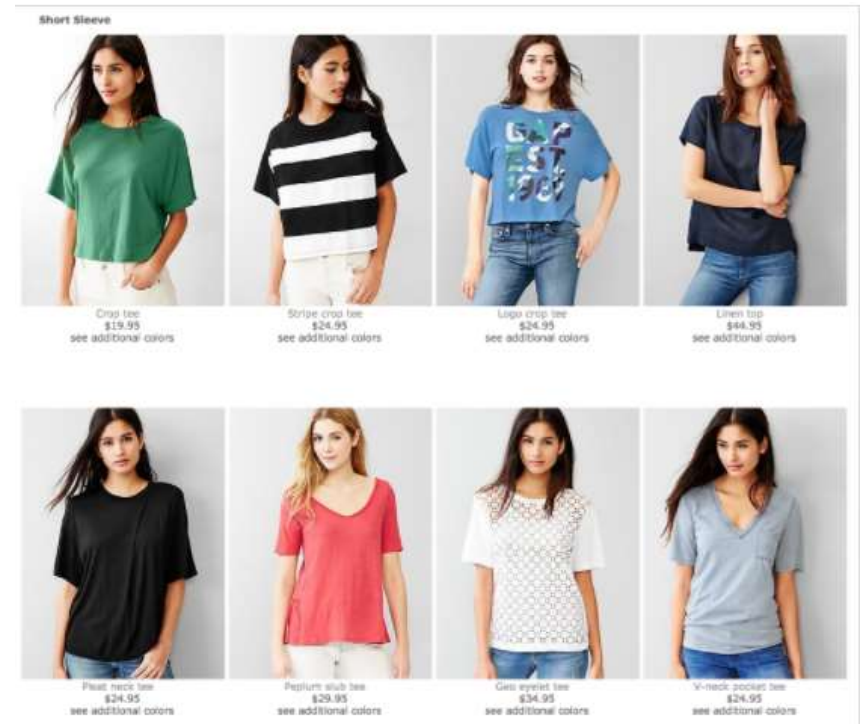 Short Sleeve
GAP
EST
1969
Crop tee
$19.95
see additional colors
Stripe crop tee
$24.95
see additional colors
Logo crop tee
$24.95
see additional colors
Linen top
$44.95
see additional colors
Pleat neck tee
$24.95
see additional colors
Peplum slub tee
$29.95
see additional colors
Geo eyelet tee
$34.95
see additional colors
V-neck pocket tee
$24.95
see additional colors